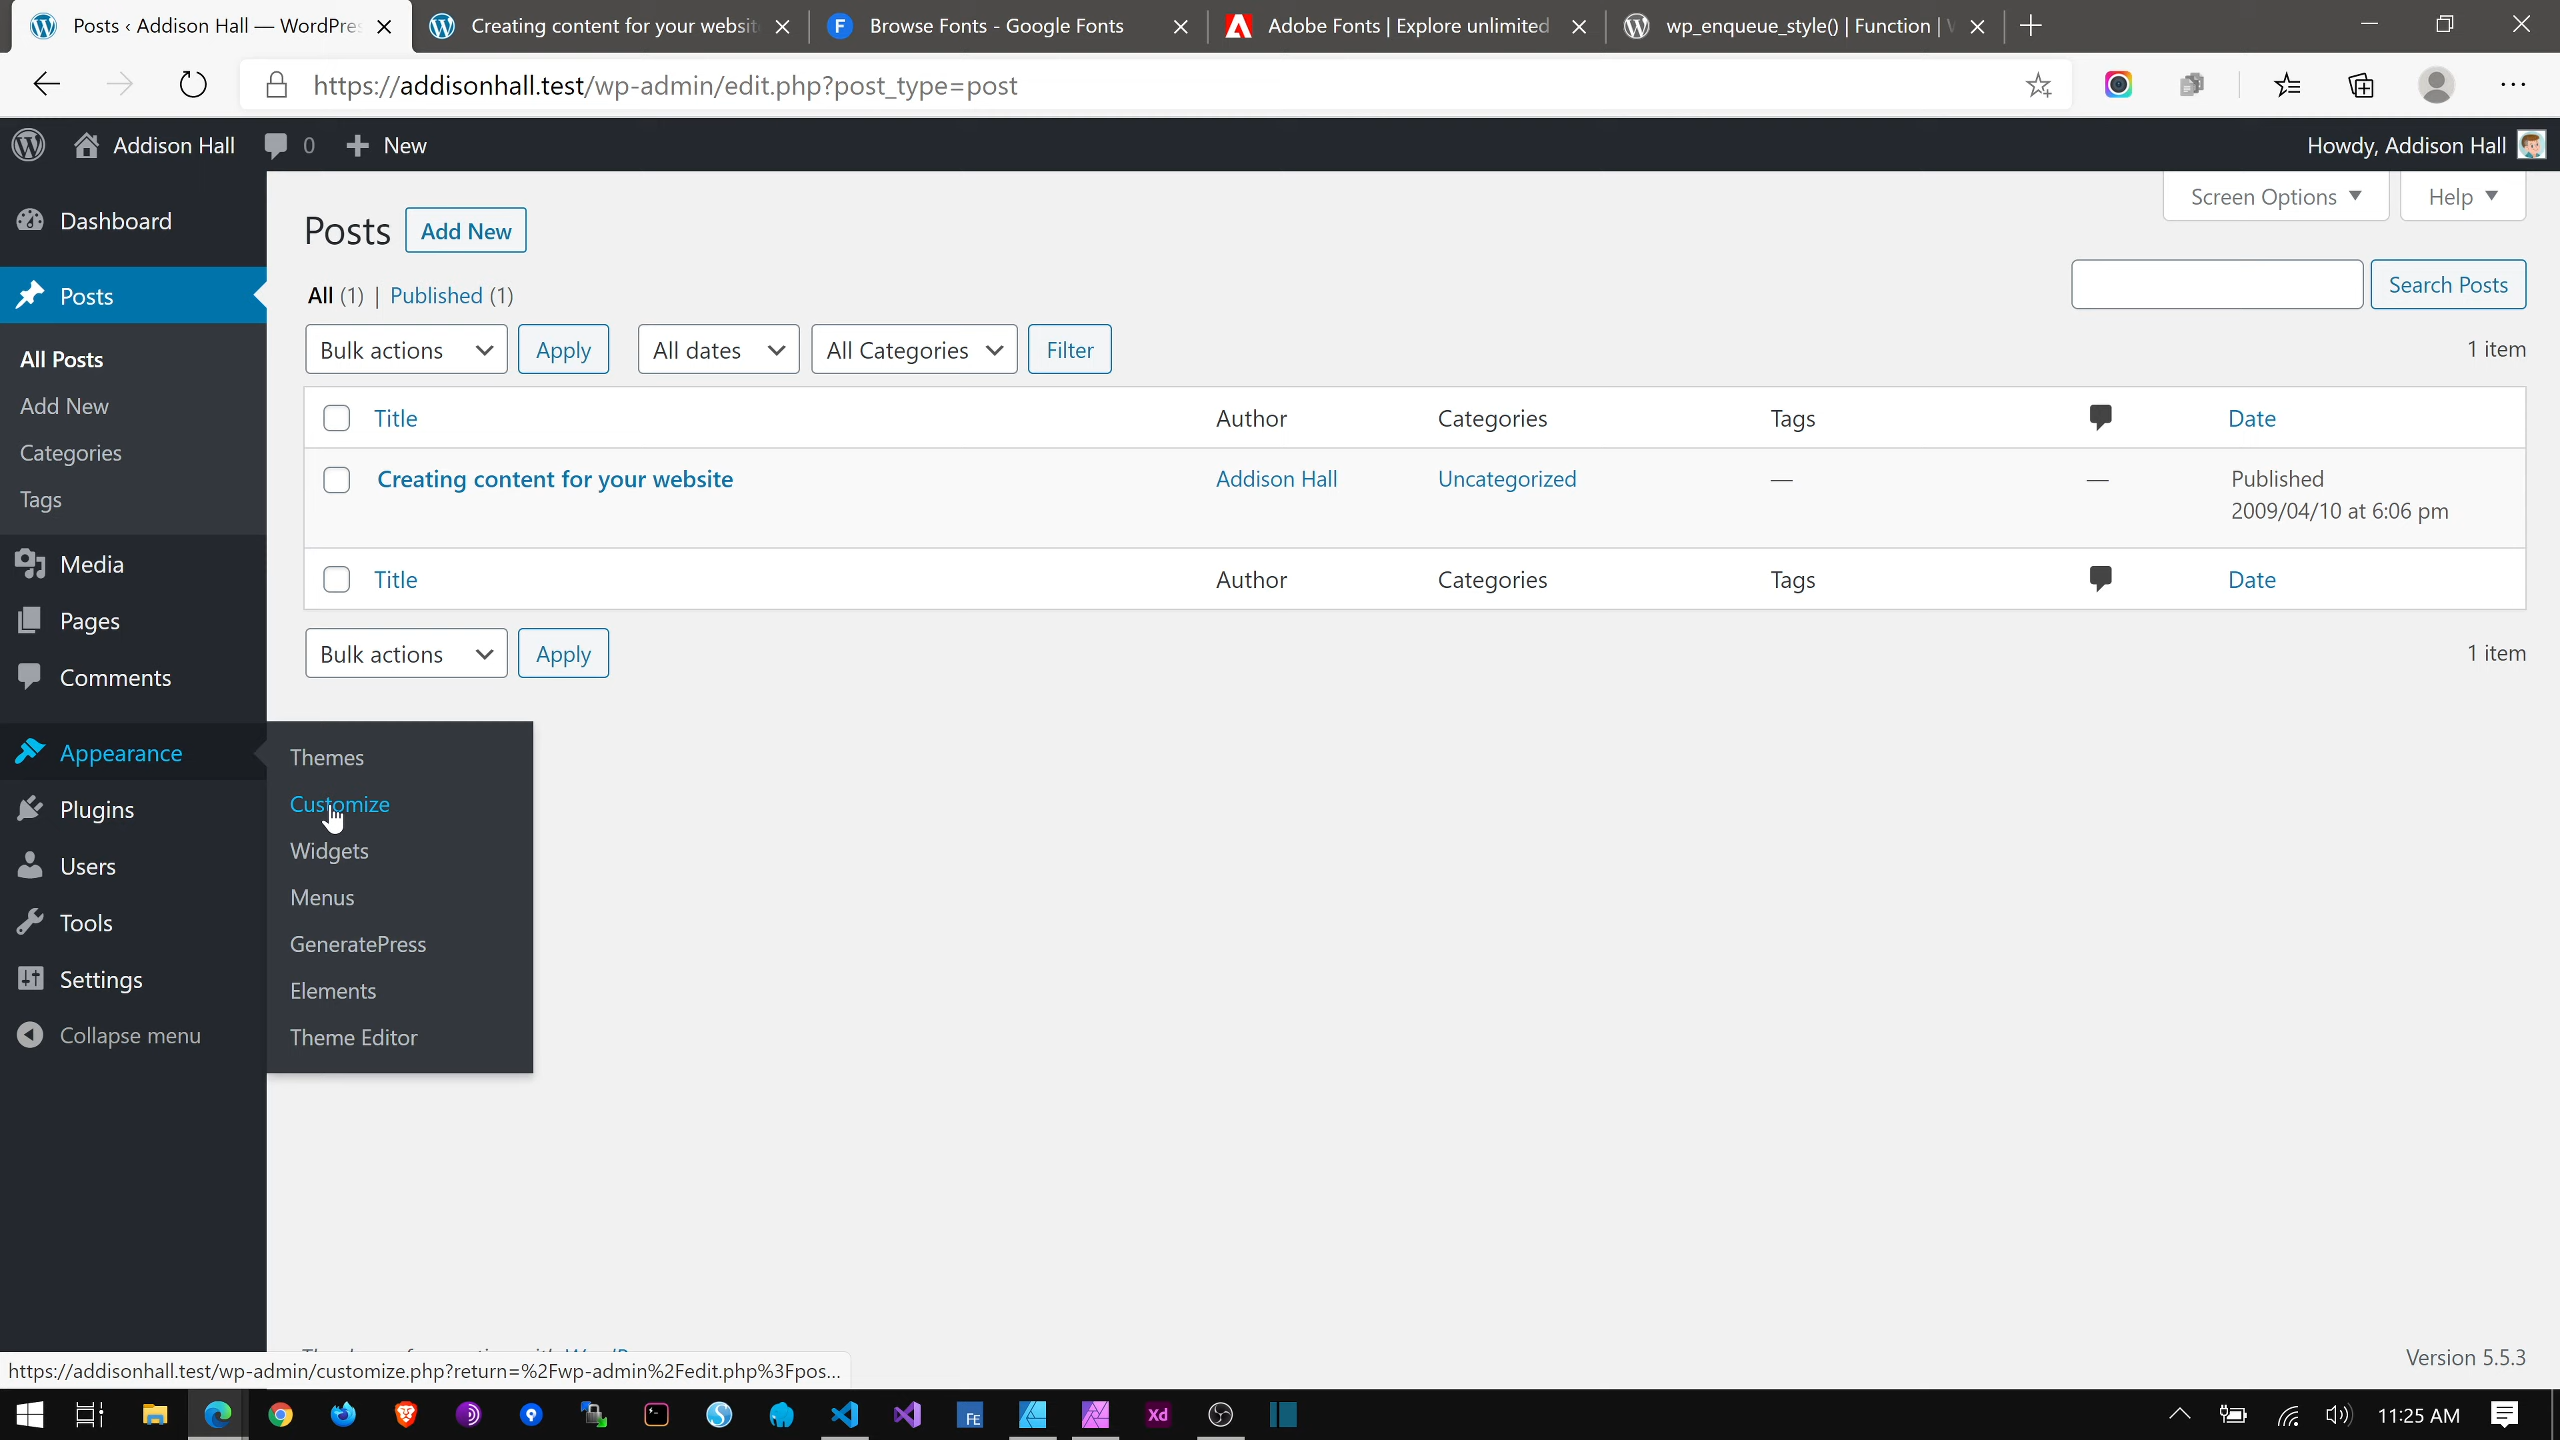 Posts ‹ Addison Hall — WordPres
Creating content for your websit
Browse Fonts - Google Fonts
Adobe Fonts | Explore unlimited
wp_enqueue_style() | Function |
https://addisonhall.test/wp-admin/edit.php?post_type=post
Addison Hall
0
New
Howdy, Addison Hall
Dashboard
Posts
All Posts
Add New
Categories
Tags
Media
Pages
Comments
Appearance
Plugins
Users
Tools
Settings
Collapse menu
Themes
Customize
Widgets
Menus
GeneratePress
Elements
Theme Editor
Screen Options
Help
Posts
Add New
All (1) | Published (1)
Search Posts
Bulk actions
Apply
All dates
All Categories
Filter
1 item
Title
Author
Categories
Tags
Date
Creating content for your website
Addison Hall
Uncategorized
—
—
Published
2009/04/10 at 6:06 pm
Title
Author
Categories
Tags
Date
Bulk actions
Apply
1 item
Version 5.5.3
https://addisonhall.test/wp-admin/customize.php?return=%2Fwp-admin%2Fedit.php%3Fpos...
FE
Xd
11:25 AM